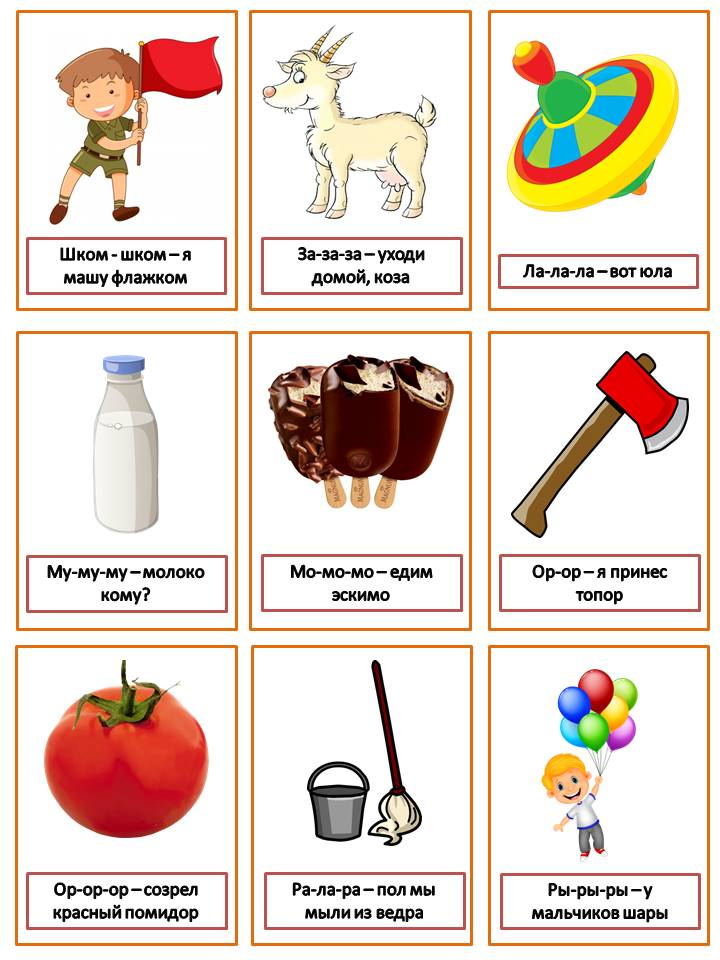 Шком - шком – я
машу флажком
За-за-за – уходи
домой, коза
Ла-ла-ла – вот юла
Му-му-му – молоко
кому?
Мо-мо-мо – едим
эскимо
Ор-ор – я принес
топор
Ор-ор-ор – созрел
красный помидор
Ра-ла-ра – пол мы
мыли из ведра
Ры-ры-ры – у
мальчиков шары